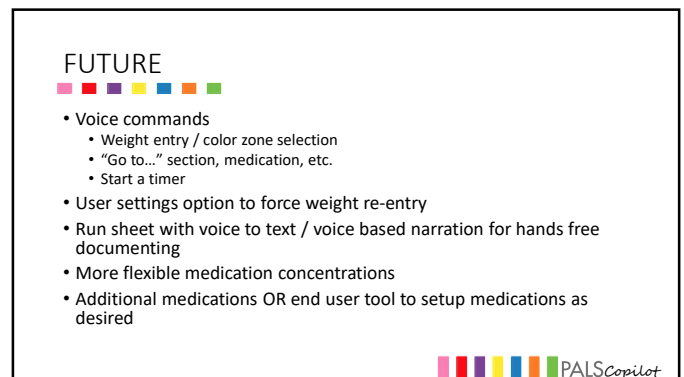 FUTURE
• Voice commands
• Weight entry / color zone selection
• “Go to…” section, medication, etc.
• Start a timer
• User settings option to force weight re-entry
• Run sheet with voice to text / voice based narration for hands free
documenting
• More flexible medication concentrations
• Additional medications OR end user tool to setup medications as
desired
PALSCopilot